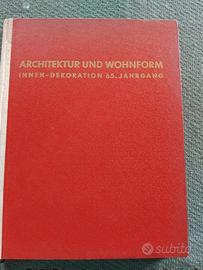 ARCHITEKTUR UND WOHNFORM
INNEN-DEKORATION 65. JAHRGANG
subito